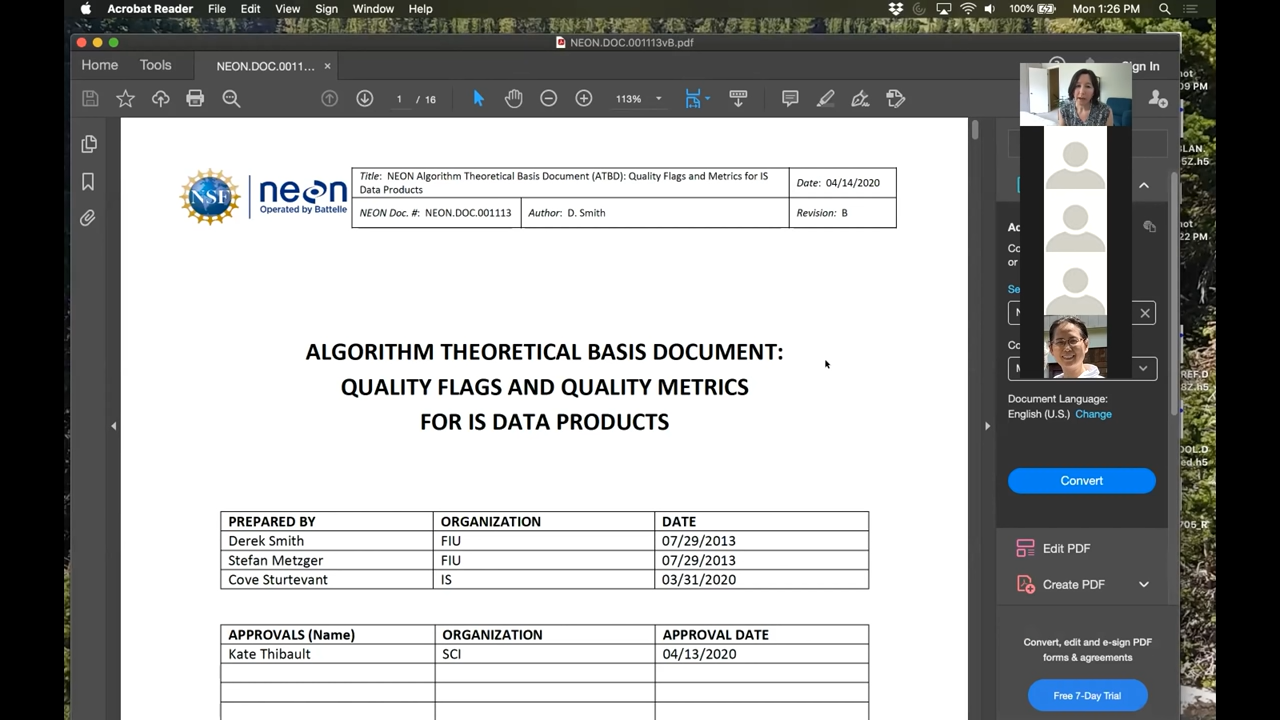 Acrobat Reader File Edit View Sign Window Help 100% Mon 1:26 PM
NEON.DOC.001113vB.pdf
Home Tools NEON.DOC.0011... × Sign In
1 / 16 113%
NSF neon
Operated by Battelle
Title: NEON Algorithm Theoretical Basis Document (ATBD): Quality Flags and Metrics for IS
Data Products
Date: 04/14/2020
NEON Doc. #: NEON.DOC.001113 Author: D. Smith Revision: B
ALGORITHM THEORETICAL BASIS DOCUMENT:
QUALITY FLAGS AND QUALITY METRICS
FOR IS DATA PRODUCTS
PREPARED BY ORGANIZATION DATE
Derek Smith FIU 07/29/2013
Stefan Metzger FIU 07/29/2013
Cove Sturtevant IS 03/31/2020
APPROVALS (Name) ORGANIZATION APPROVAL DATE
Kate Thibault SCI 04/13/2020
Document Language:
English (U.S.) Change
Convert
Edit PDF
Create PDF
Convert, edit and e-sign PDF
forms & agreements
Free 7-Day Trial